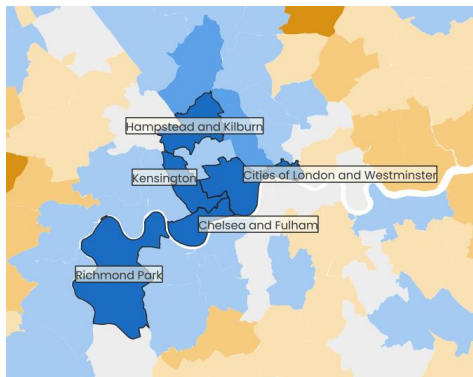 Hampstead and Kilburn
Kensington
Cities of London and Westminster
Chelsea and Fulham
Richmond Park